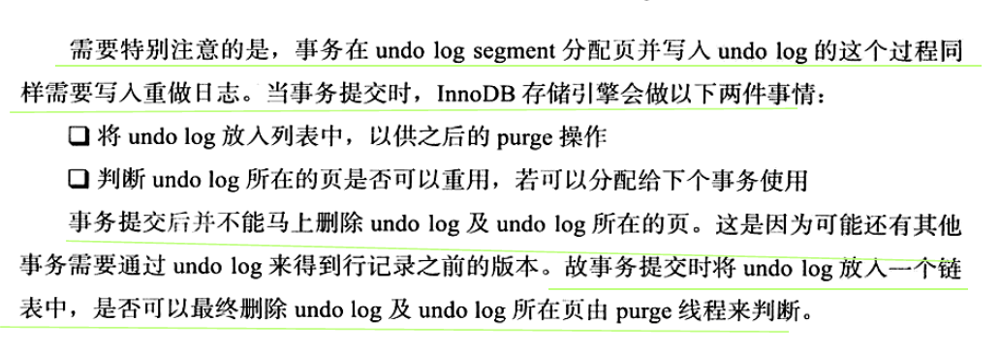 需要特别注意的是，事务在 undo log segment 分配页并写入 undo log 的这个过程同
样需要写入重做日志。当事务提交时，InnoDB 存储引擎会做以下两件事情：
❑ 将 undo log 放入列表中，以供之后的 purge 操作
❑ 判断 undo log 所在的页是否可以重用，若可以分配给下个事务使用
事务提交后并不能马上删除 undo log 及 undo log 所在的页。这是因为可能还有其他
事务需要通过 undo log 来得到行记录之前的版本。故事务提交时将 undo log 放入一个链
表中，是否可以最终删除 undo log 及 undo log 所在页由 purge 线程来判断。